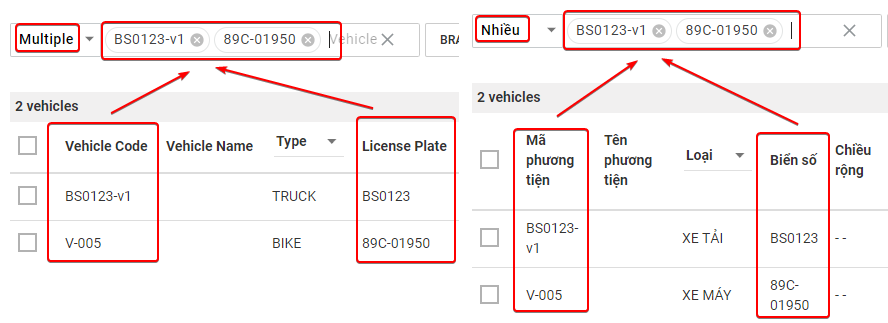 Multiple BS0123-v1 89C-01950 Vehicle BRA
2 vehicles
Vehicle Code Vehicle Name Type License Plate
BS0123-v1 TRUCK BS0123
V-005 BIKE 89C-01950
Nhiều BS0123-v1 89C-01950
2 vehicles
Mã phương tiện Tên phương tiện Loại Biển số Chiều rộng
BS0123-v1 XE TẢI BS0123 - -
V-005 XE MÁY 89C-01950 - -